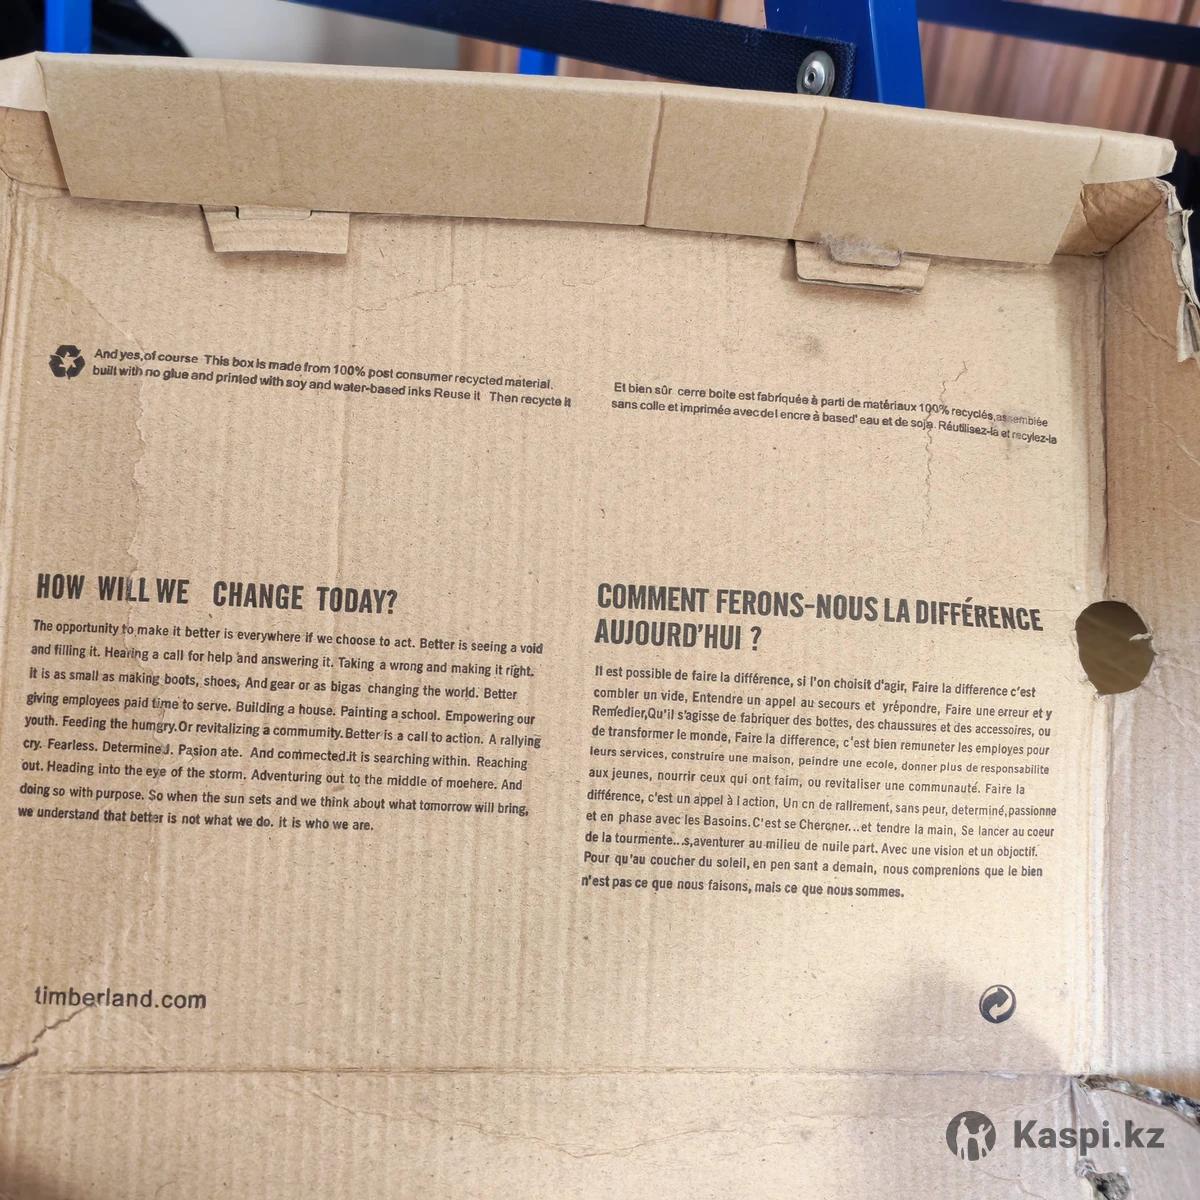 And yes,of course This box is made from 100% post consumer recycted material.
built with no glue and printed with soy and water-based inks Reuse it Then recycte it
Et bien sûr cerre boite est fabriquée à parti de matériaux 100% recyclés,assemblée
sans colle et imprimée avec del encre à based' eau et de soja. Réutilisez-la et recylez-la
HOW WILL WE CHANGE TODAY?
The opportunity to make it better is everywhere if we choose to act. Better is seeing a void
and filling it. Hearing a call for help and answering it. Taking a wrong and making it right.
It is as small as making boots, shoes, And gear or as bigas changing the world. Better
giving employees paid time to serve. Building a house. Painting a school. Empowering our
youth. Feeding the humgry.Or revitalizing a community.Better is a call to action. A rallying
cry. Fearless. DetermineJ. Pasion ate. And commected.it is searching within. Reaching
out. Heading into the eye of the storm. Adventuring out to the middle of moehere. And
doing so with purpose. So when the sun sets and we think about what tomorrow will bring,
we understand that better is not what we do. it is who we are.
COMMENT FERONS-NOUS LA DIFFÉRENCE
AUJOURD'HUI ?
Il est possible de faire la différence, si l'on choisit d'agir, Faire la difference c'est
combler un vide, Entendre un appel au secours et yrépondre, Faire une erreur et y
Remedier,Qu'il s'agisse de fabriquer des bottes, des chaussures et des accessoires, ou
de transformer le monde, Faire la difference, c'est bien remuneter les employes pour
leurs services, construire une maison, peindre une ecole, donner plus de responsabilite
aux jeunes, nourrir ceux qui ont faim, ou revitaliser une communauté. Faire la
différence, c'est un appel à l action, Un cn de rallrement, sans peur, determiné,passionne
et en phase avec les Basoins.C'est se Chercner...et tendre la main, Se lancer au coeur
de la tourmente...s,aventurer au milieu de nuile part. Avec une vision et un objectif.
Pour qu'au coucher du soleil, en pen sant a demain, nous comprenions que le bien
n'est pas ce que nous faisons, mais ce que nous sommes.
timberland.com
Kaspi.kz